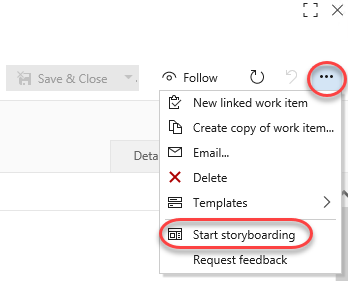 Save & Close
Follow
New linked work item
Create copy of work item...
Email...
Deta
Delete
Templates
Start storyboarding
Request feedback